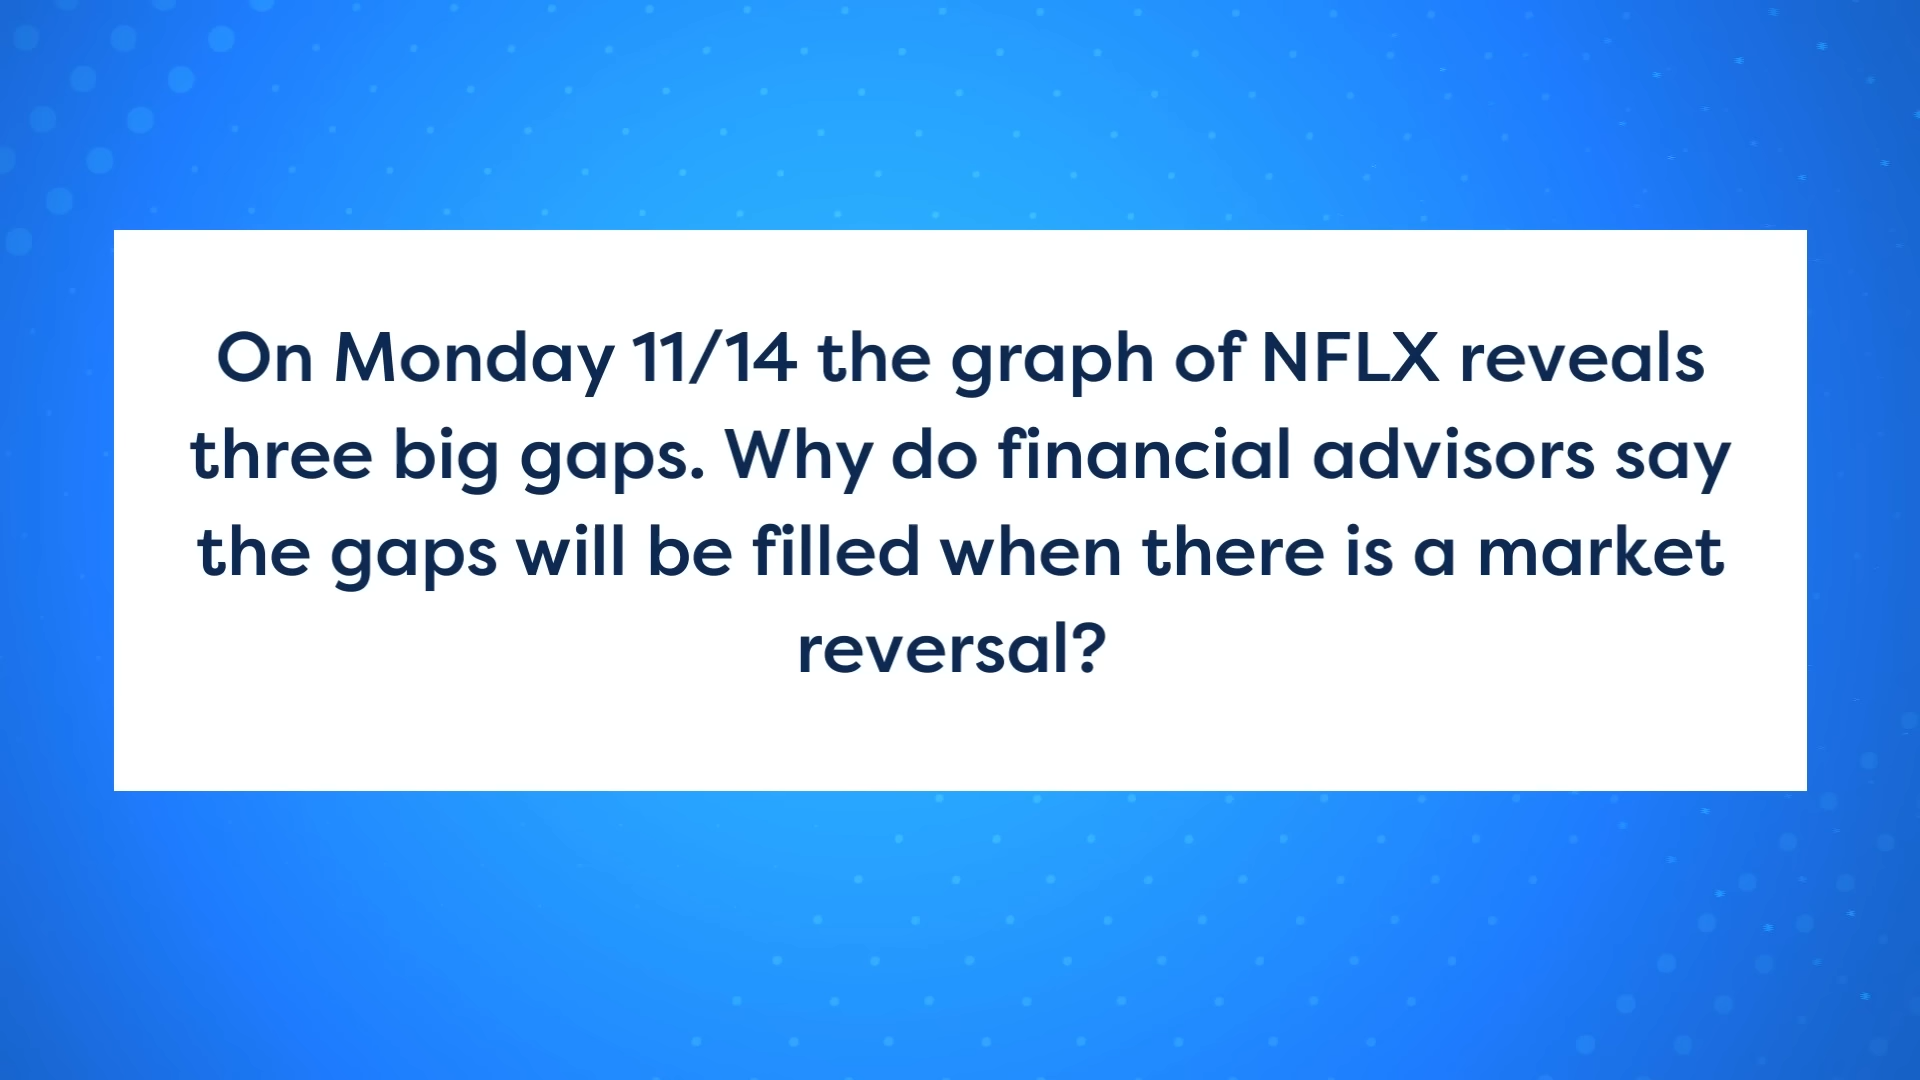 On Monday 11/14 the graph of NFLX reveals
three big gaps. Why do financial advisors say
the gaps will be filled when there is a market
reversal?